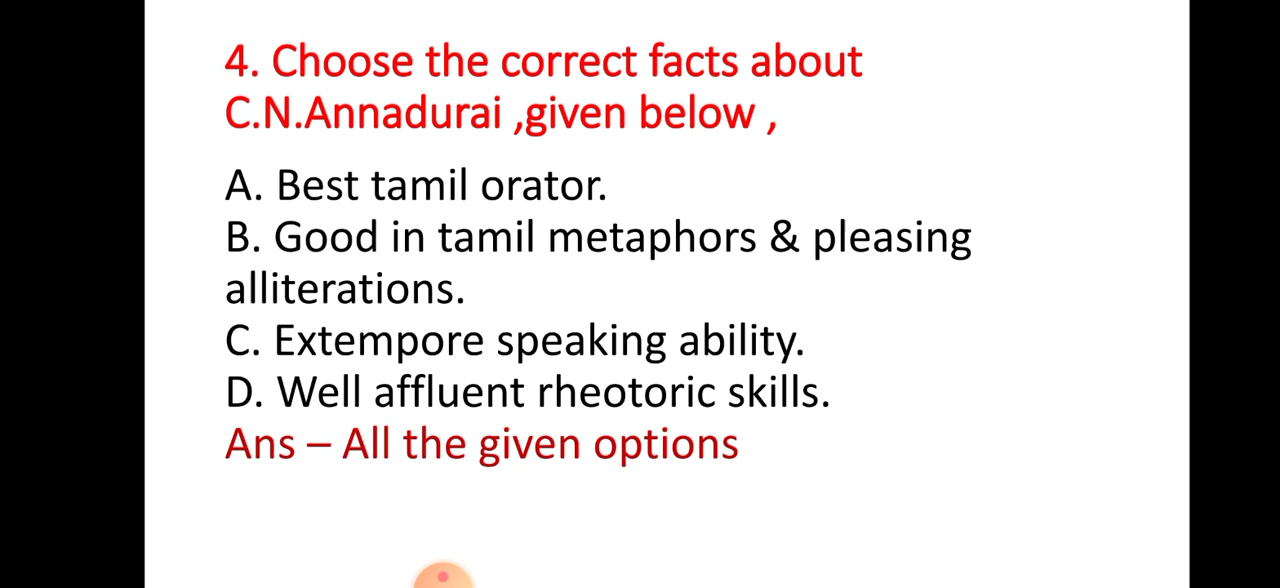 4. Choose the correct facts about
C.N.Annadurai ,given below ,
A. Best tamil orator.
B. Good in tamil metaphors & pleasing
alliterations.
C. Extempore speaking ability.
D. Well affluent rheotoric skills.
Ans – All the given options